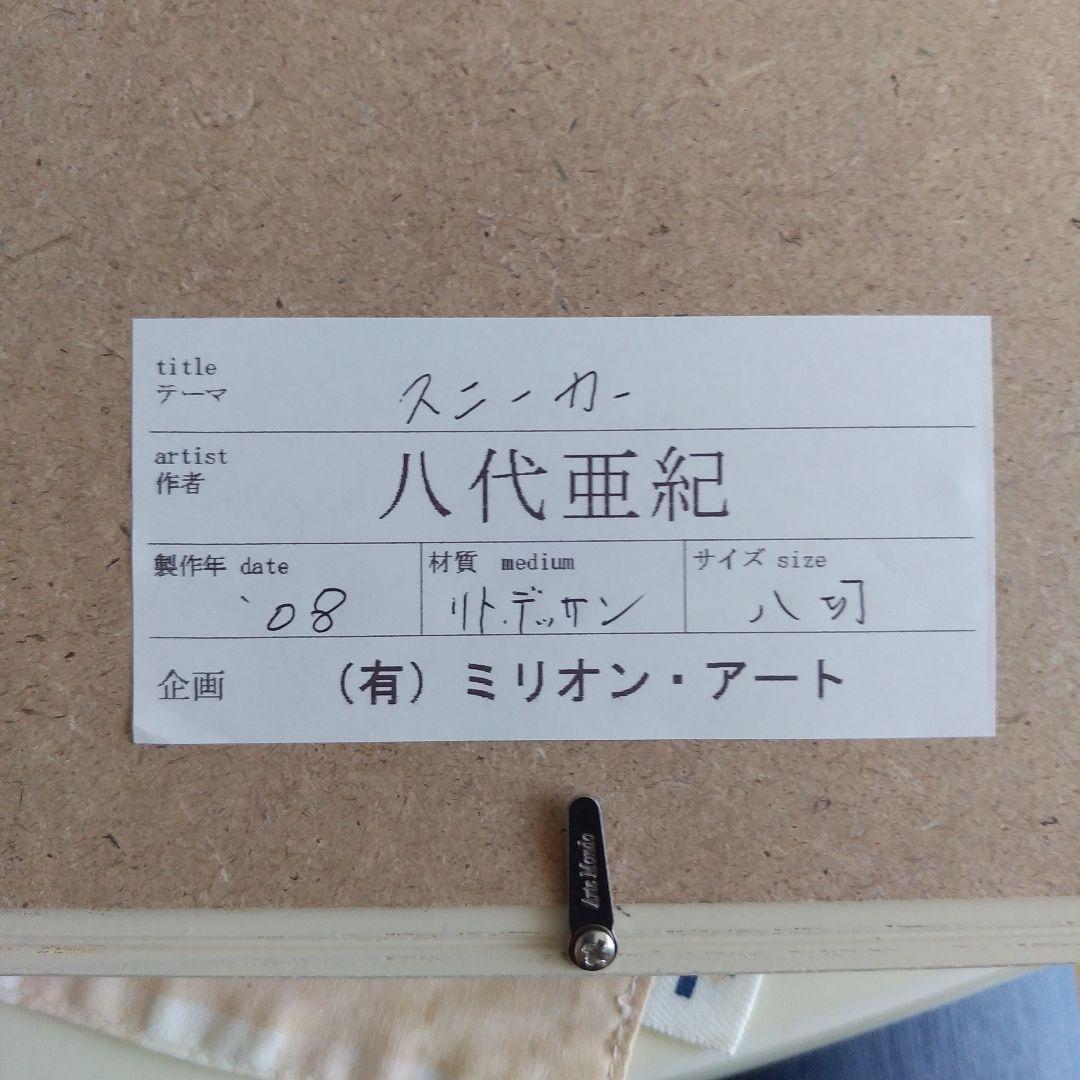 title
テーマ
スニーカー
artist
作者
八代亜紀
製作年 date
'08
材質 medium
リト.デッサン
サイズ size
八切
企画 (有)ミリオン・アート
Arte Mondo